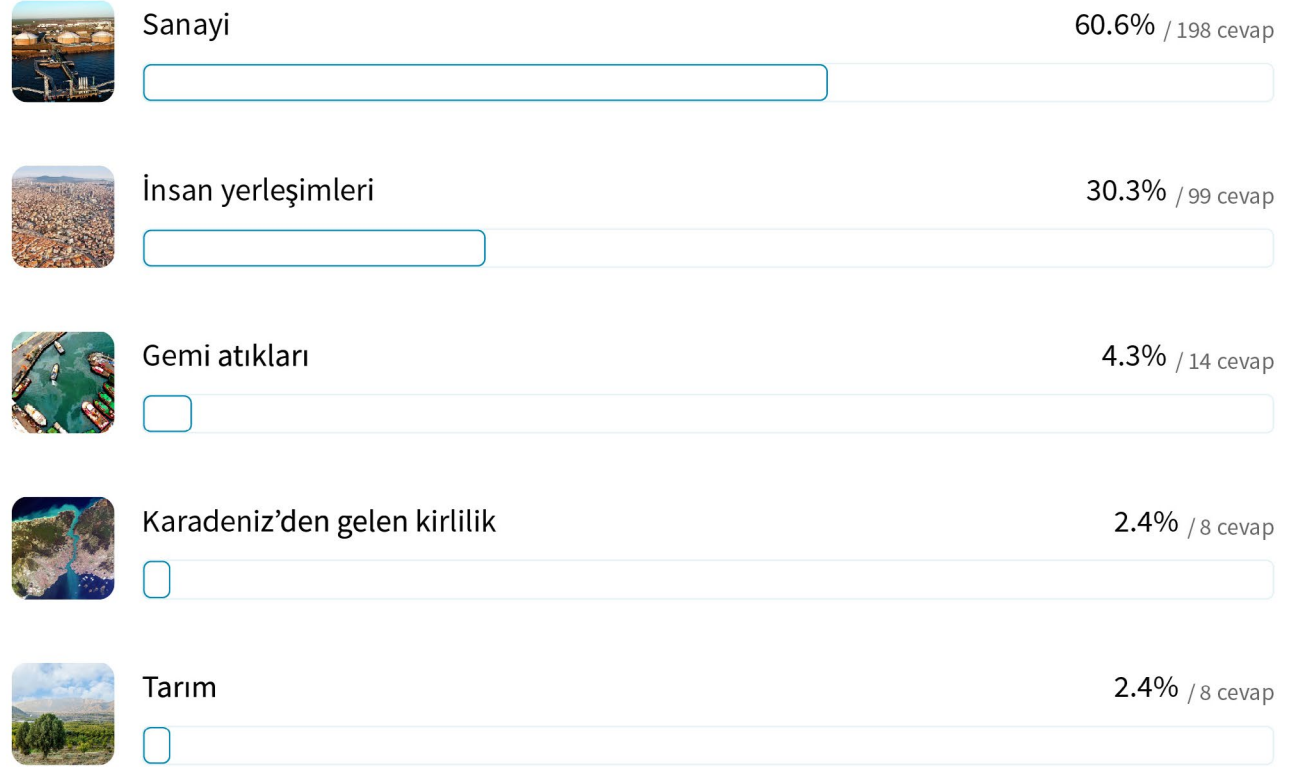 Sanayi 60.6% / 198 cevap
İnsan yerleşimleri 30.3% / 99 cevap
Gemi atıkları 4.3% / 14 cevap
Karadeniz’den gelen kirlilik 2.4% / 8 cevap
Tarım 2.4% / 8 cevap